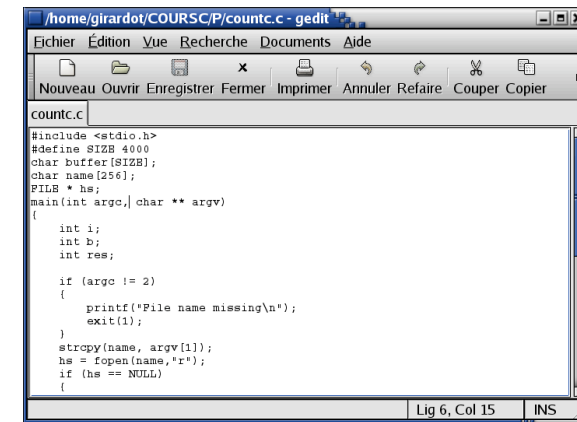 /home/girardot/COURSC/P/countc.c - gedit
Fichier Édition Vue Recherche Documents Aide
Nouveau Ouvrir Enregistrer Fermer Imprimer Annuler Refaire Couper Copier
countc.c
#include <stdio.h>
#define SIZE 4000
char buffer[SIZE];
char name[256];
FILE * hs;
main(int argc, char ** argv)
{
    int i;
    int b;
    int res;

    if (argc != 2)
    {
        printf("File name missing\n");
        exit(1);
    }
    strcpy(name, argv[1]);
    hs = fopen(name,"r");
    if (hs == NULL)
    {
Lig 6, Col 15 INS